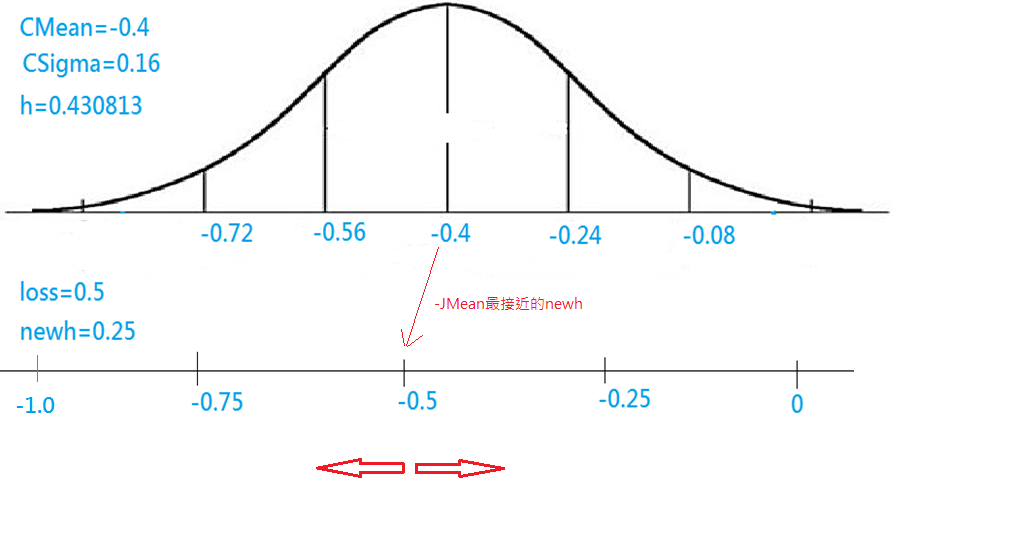 CMean=-0.4
CSigma=0.16
h=0.430813
-0.72 -0.56 -0.4 -0.24 -0.08
loss=0.5
-JMean最接近的newh
newh=0.25
-1.0 -0.75 -0.5 -0.25 0